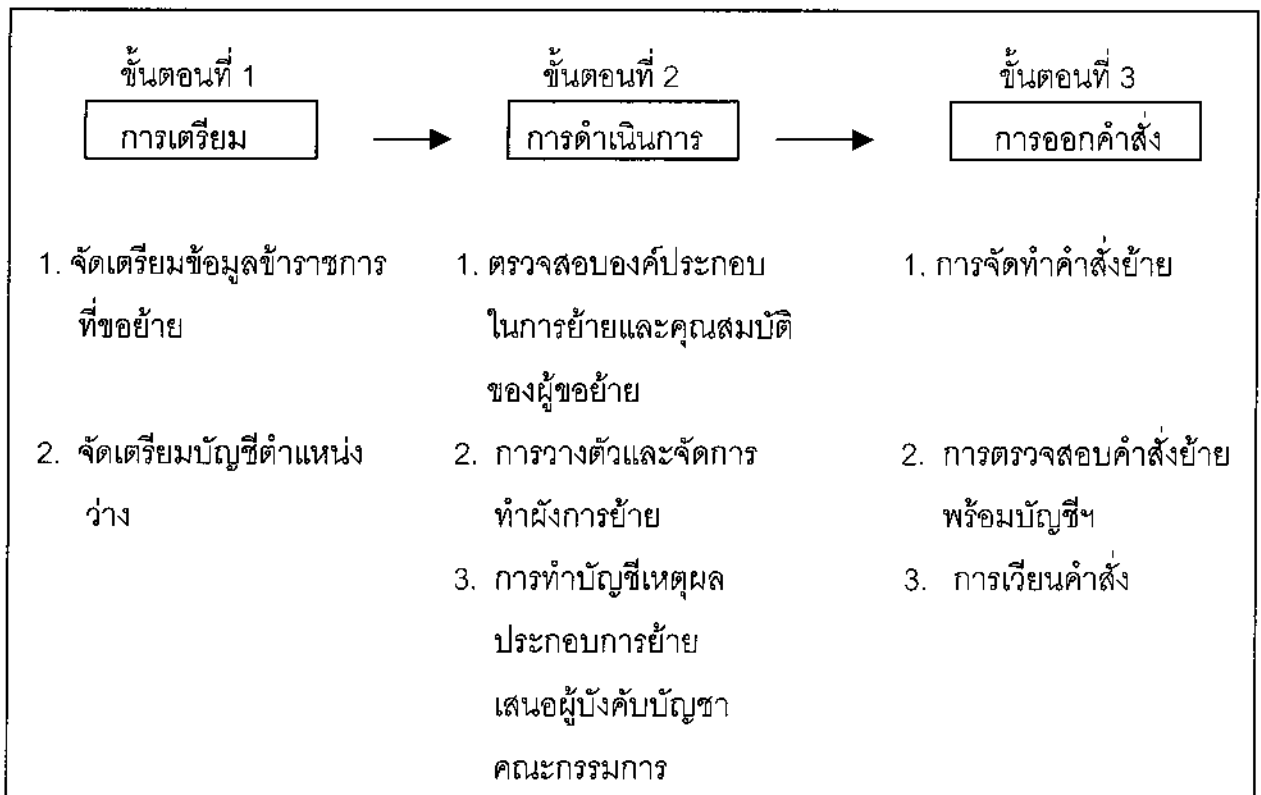 ขั้นตอนที่ 1
การเตรียม
1. จัดเตรียมข้อมูลข้าราชการ
ที่ขอย้าย
2. จัดเตรียมบัญชีตำแหน่ง
ว่าง
ขั้นตอนที่ 2
การดำเนินการ
1. ตรวจสอบองค์ประกอบ
ในการย้ายและคุณสมบัติ
ของผู้ขอย้าย
2. การวางตัวและจัดการ
ทำผังการย้าย
3. การทำบัญชีเหตุผล
ประกอบการย้าย
เสนอผู้บังคับบัญชา
คณะกรรมการ
ขั้นตอนที่ 3
การออกคำสั่ง
1. การจัดทำคำสั่งย้าย
2. การตรวจสอบคำสั่งย้าย
พร้อมบัญชีฯ
3. การเวียนคำสั่ง